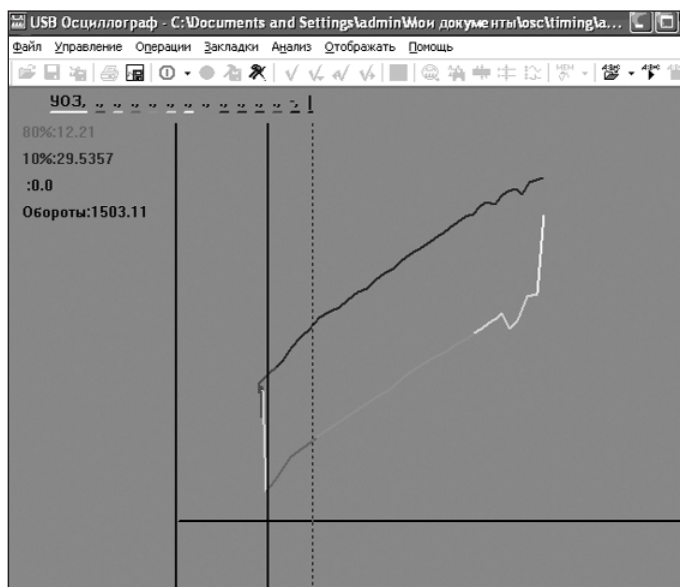 USB Осциллограф - C:\Documents and Settings\admin\Мои документы\osc\timing\a...
Файл Управление Операции Закладки Анализ Отображать Помощь
УОЗ,
80%:12.21
10%:29.5357
:0.0
Обороты:1503.11